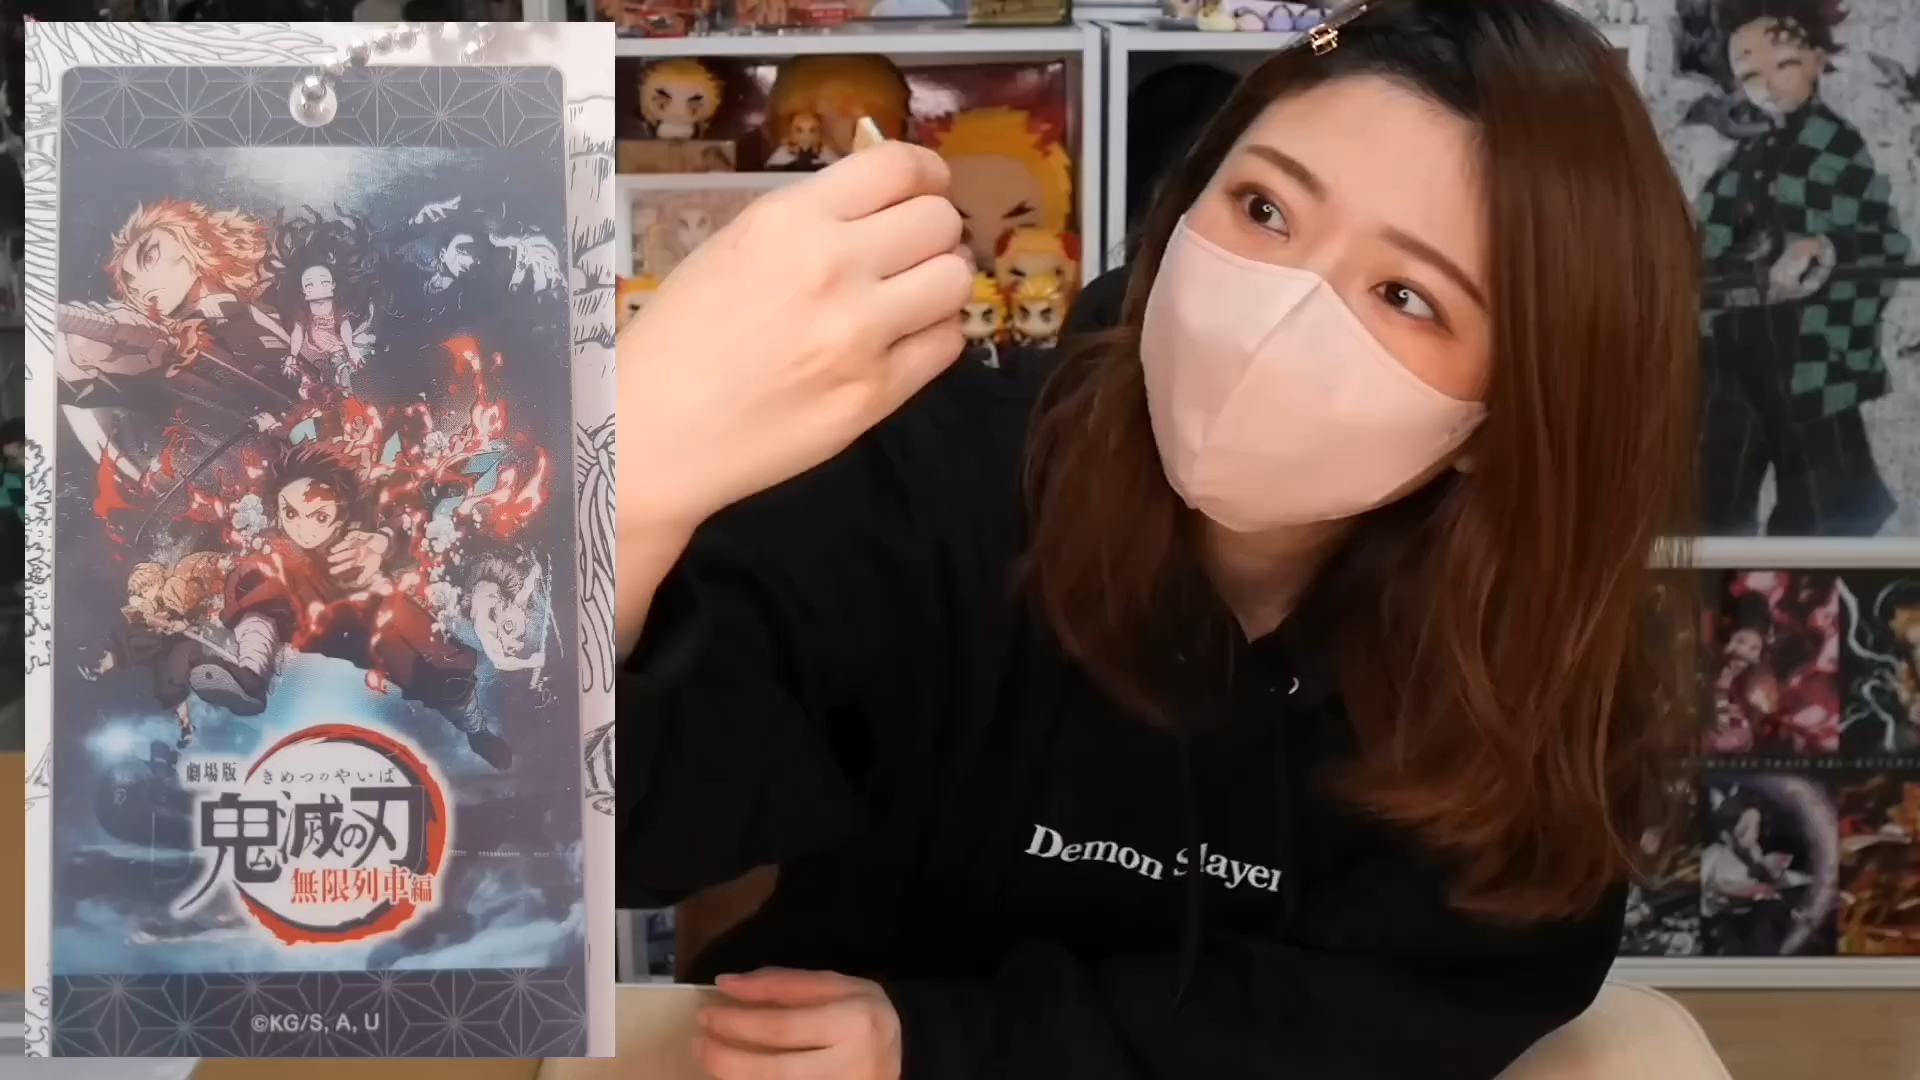 劇場版 きめつのやいば
鬼滅の刃
無限列車編
©KG/S, A, U
Demon Slayer